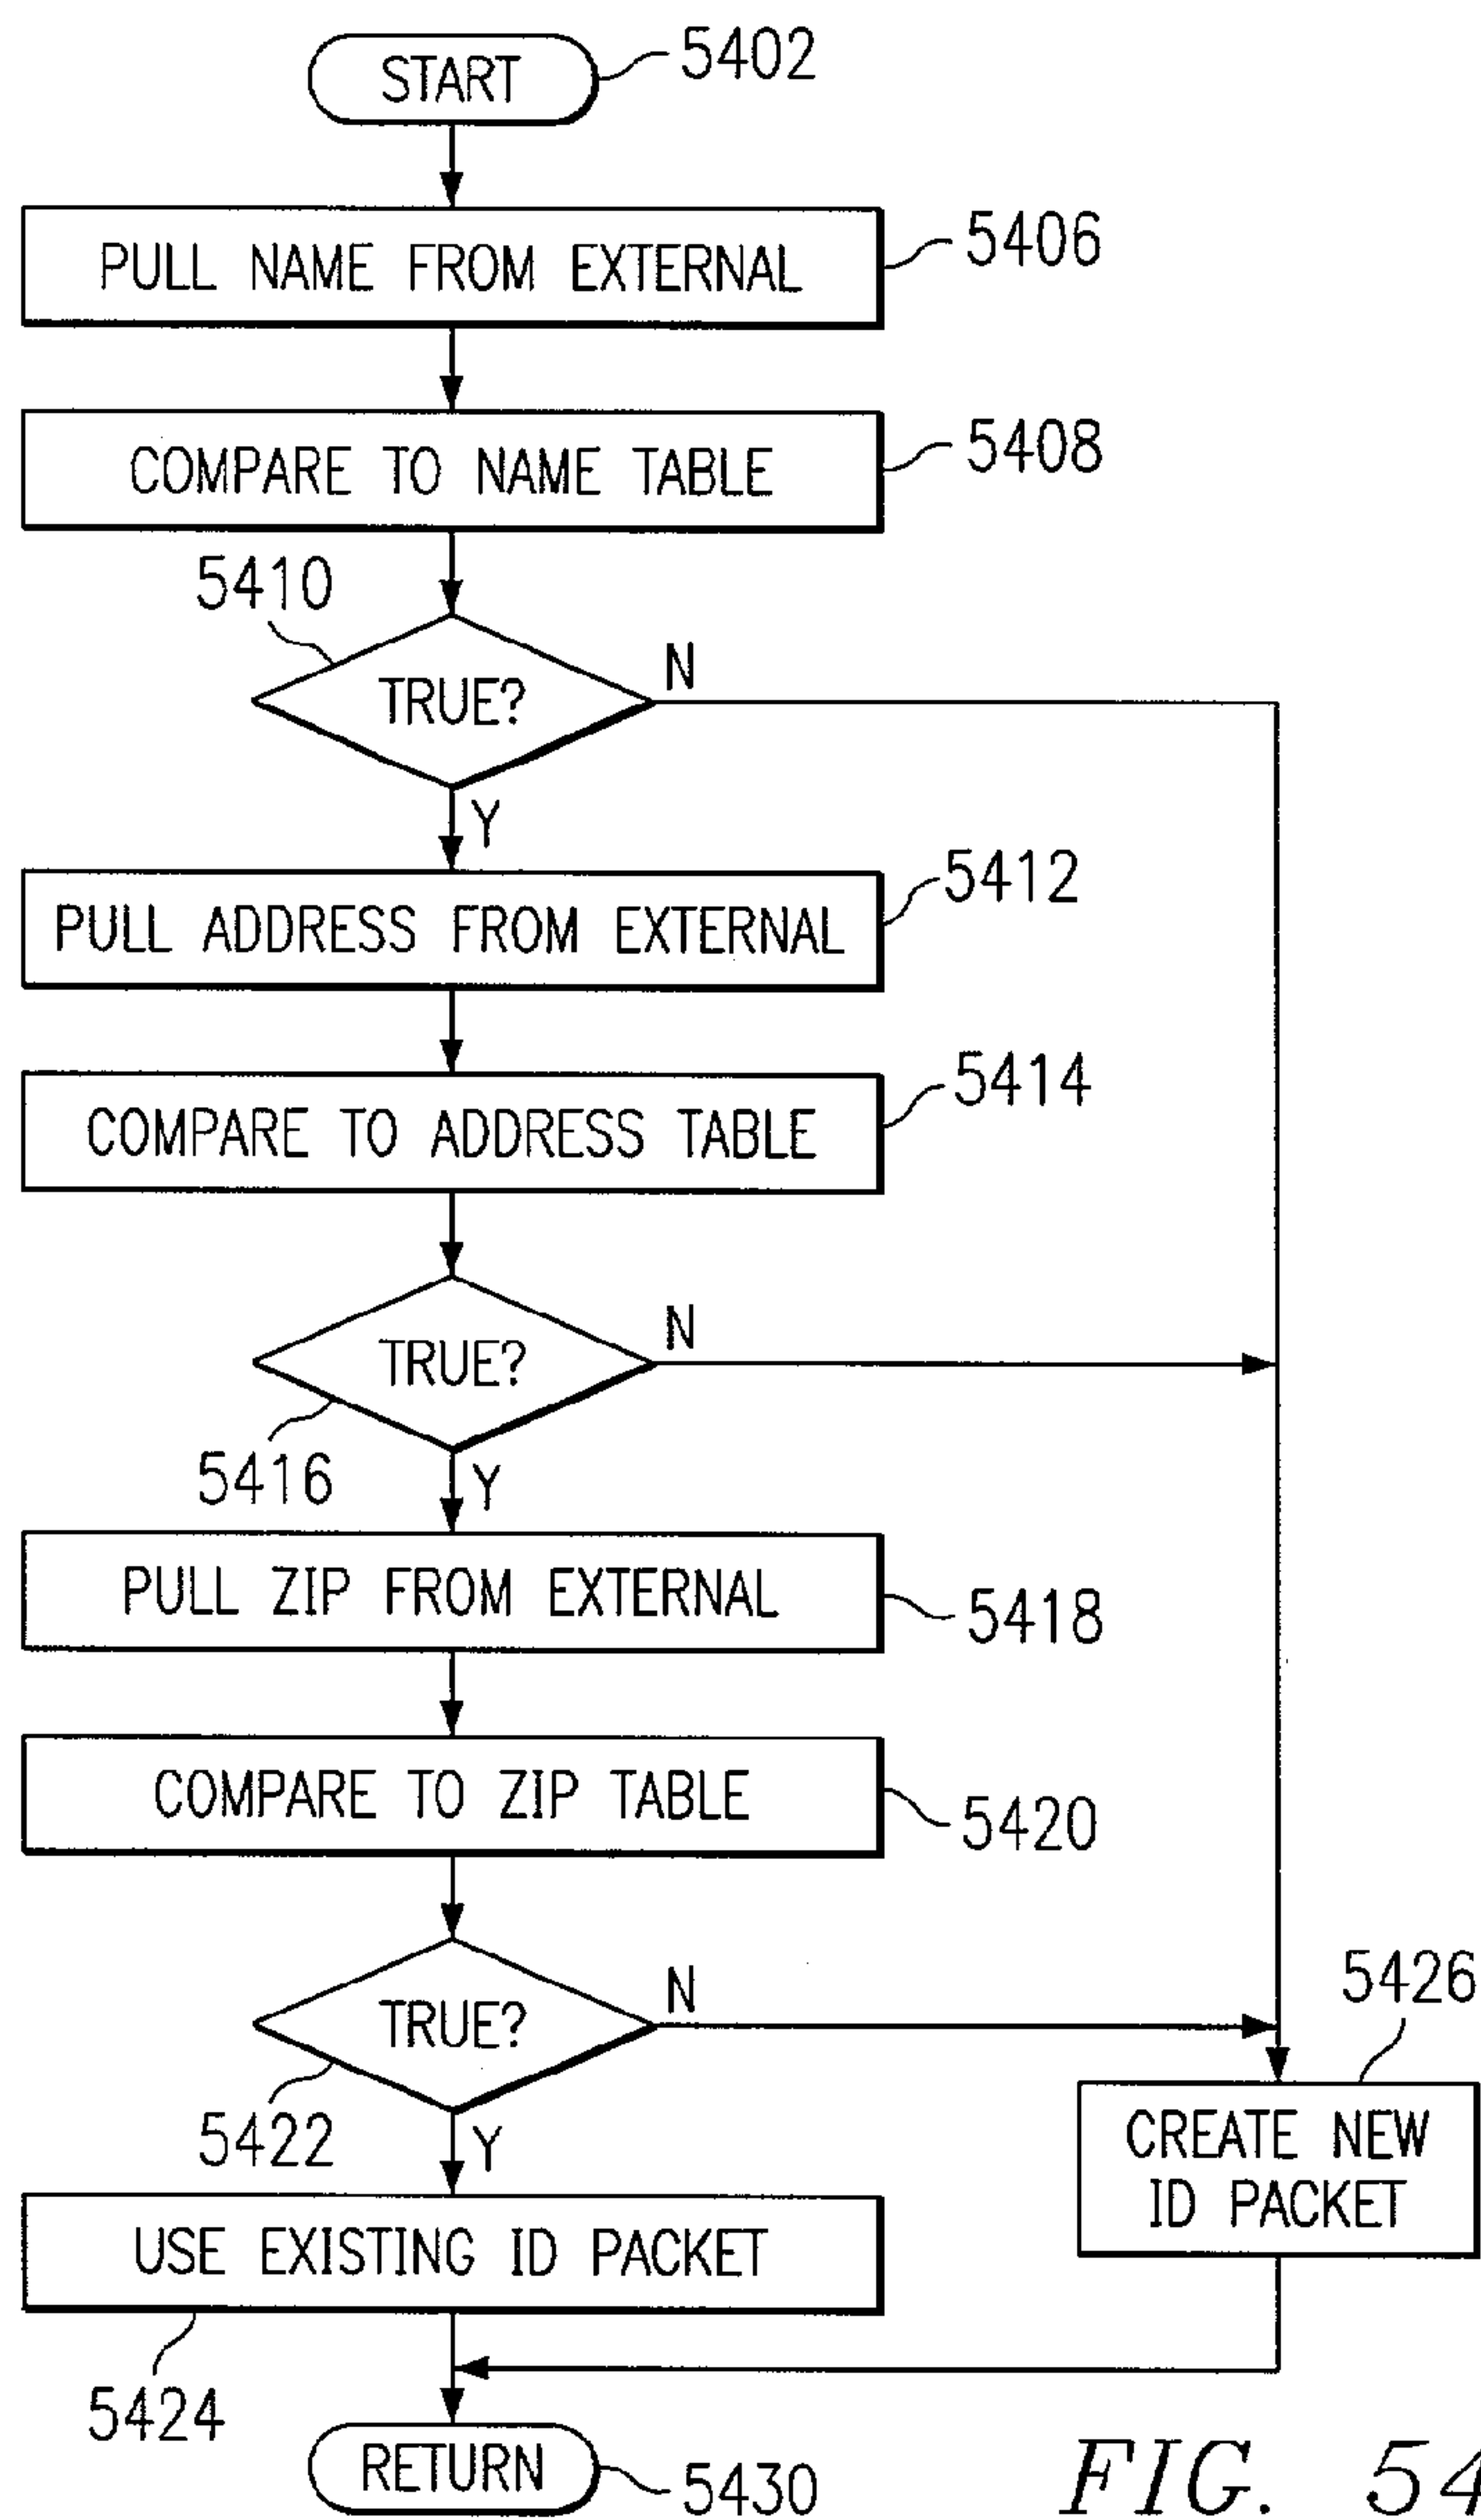 START
5402
PULL NAME FROM EXTERNAL
5406
COMPARE TO NAME TABLE
5408
5410
TRUE?
N
Y
PULL ADDRESS FROM EXTERNAL
5412
COMPARE TO ADDRESS TABLE
5414
TRUE?
N
5416
Y
PULL ZIP FROM EXTERNAL
5418
COMPARE TO ZIP TABLE
5420
TRUE?
N
5426
5422
Y
CREATE NEW
ID PACKET
USE EXISTING ID PACKET
5424
RETURN
5430
FIG. 54